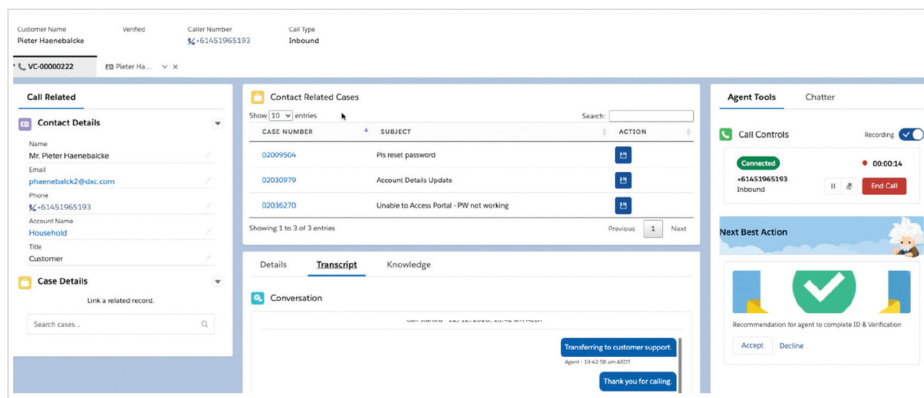 Customer Name
Verified
Caller Number
Call Type
Pieter Haenebalcke
+61451965193
Inbound
VC-00000222
Pieter Ha...
Call Related
Contact Details
Name
Mr. Pieter Haenebalcke
Email
phaenebalck2@dxc.com
Phone
+61451965193
Account Name
Household
Title
Customer
Case Details
Link a related record.
Search cases...
Contact Related Cases
Show 10 entries
Search:
CASE NUMBER SUBJECT ACTION
02009504 Pls reset password
02030979 Account Details Update
02036270 Unable to Access Portal - PW not working
Showing 1 to 3 of 3 entries
Previous 1 Next
Details Transcript Knowledge
Conversation
Transferring to customer support.
Agent - 10:42:58 am AEDT
Thank you for calling.
Agent Tools Chatter
Call Controls
Recording
Connected
00:00:14
+61451965193
Inbound
End Call
Next Best Action
Recommendation for agent to complete ID & Verification
Accept Decline